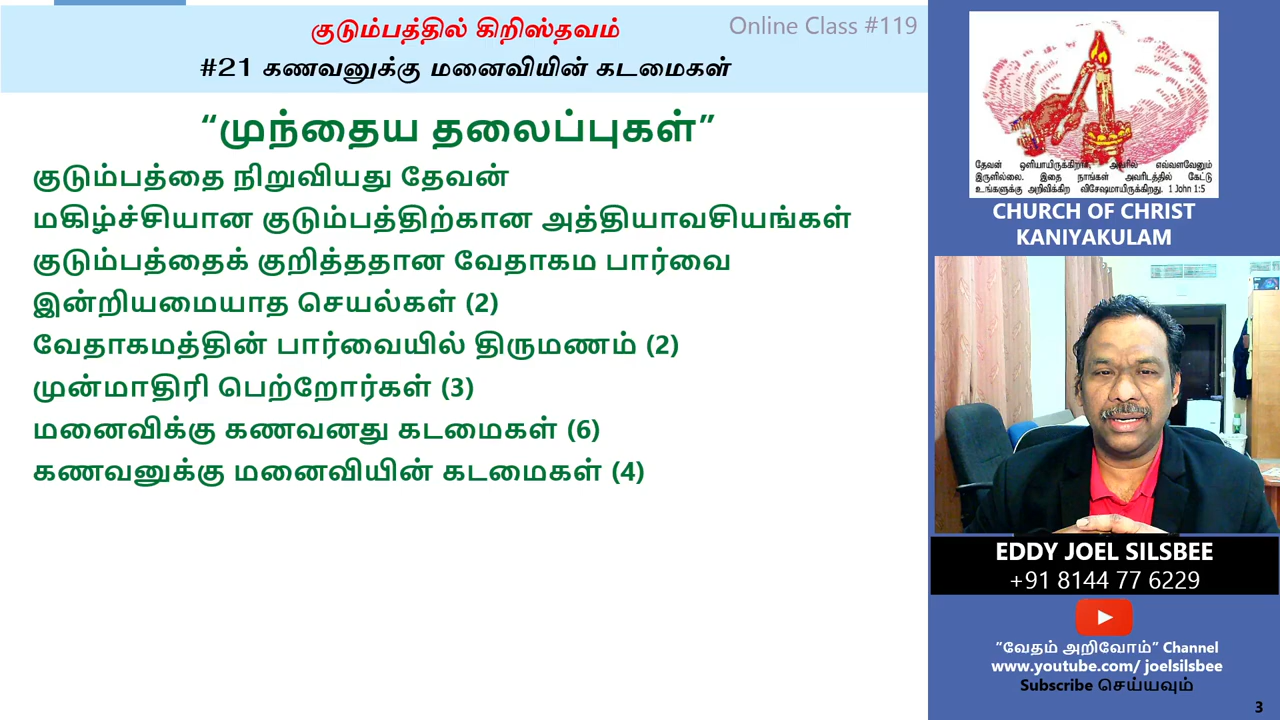 குடும்பத்தில் கிறிஸ்தவம்
Online Class #119
#21 கணவனுக்கு மனைவியின் கடமைகள்
“முந்தைய தலைப்புகள்”
குடும்பத்தை நிறுவியது தேவன்
மகிழ்ச்சியான குடும்பத்திற்கான அத்தியாவசியங்கள்
குடும்பத்தைக் குறித்ததான வேதாகம பார்வை
இன்றியமையாத செயல்கள் (2)
வேதாகமத்தின் பார்வையில் திருமணம் (2)
முன்மாதிரி பெற்றோர்கள் (3)
மனைவிக்கு கணவனது கடமைகள் (6)
கணவனுக்கு மனைவியின் கடமைகள் (4)
தேவன் ஒளியாயிருக்கிறார், அவரில் எவ்வளவேனும்
இருளில்லை. இதை நாங்கள் அவரிடத்தில் கேட்டு
உங்களுக்கு அறிவிக்கிற விசேஷமாயிருக்கிறது. 1 John 1:5
CHURCH OF CHRIST
KANIYAKULAM
EDDY JOEL SILSBEE
+91 8144 77 6229
”வேதம் அறிவோம்” Channel
www.youtube.com/ joelsilsbee
Subscribe செய்யவும்
3